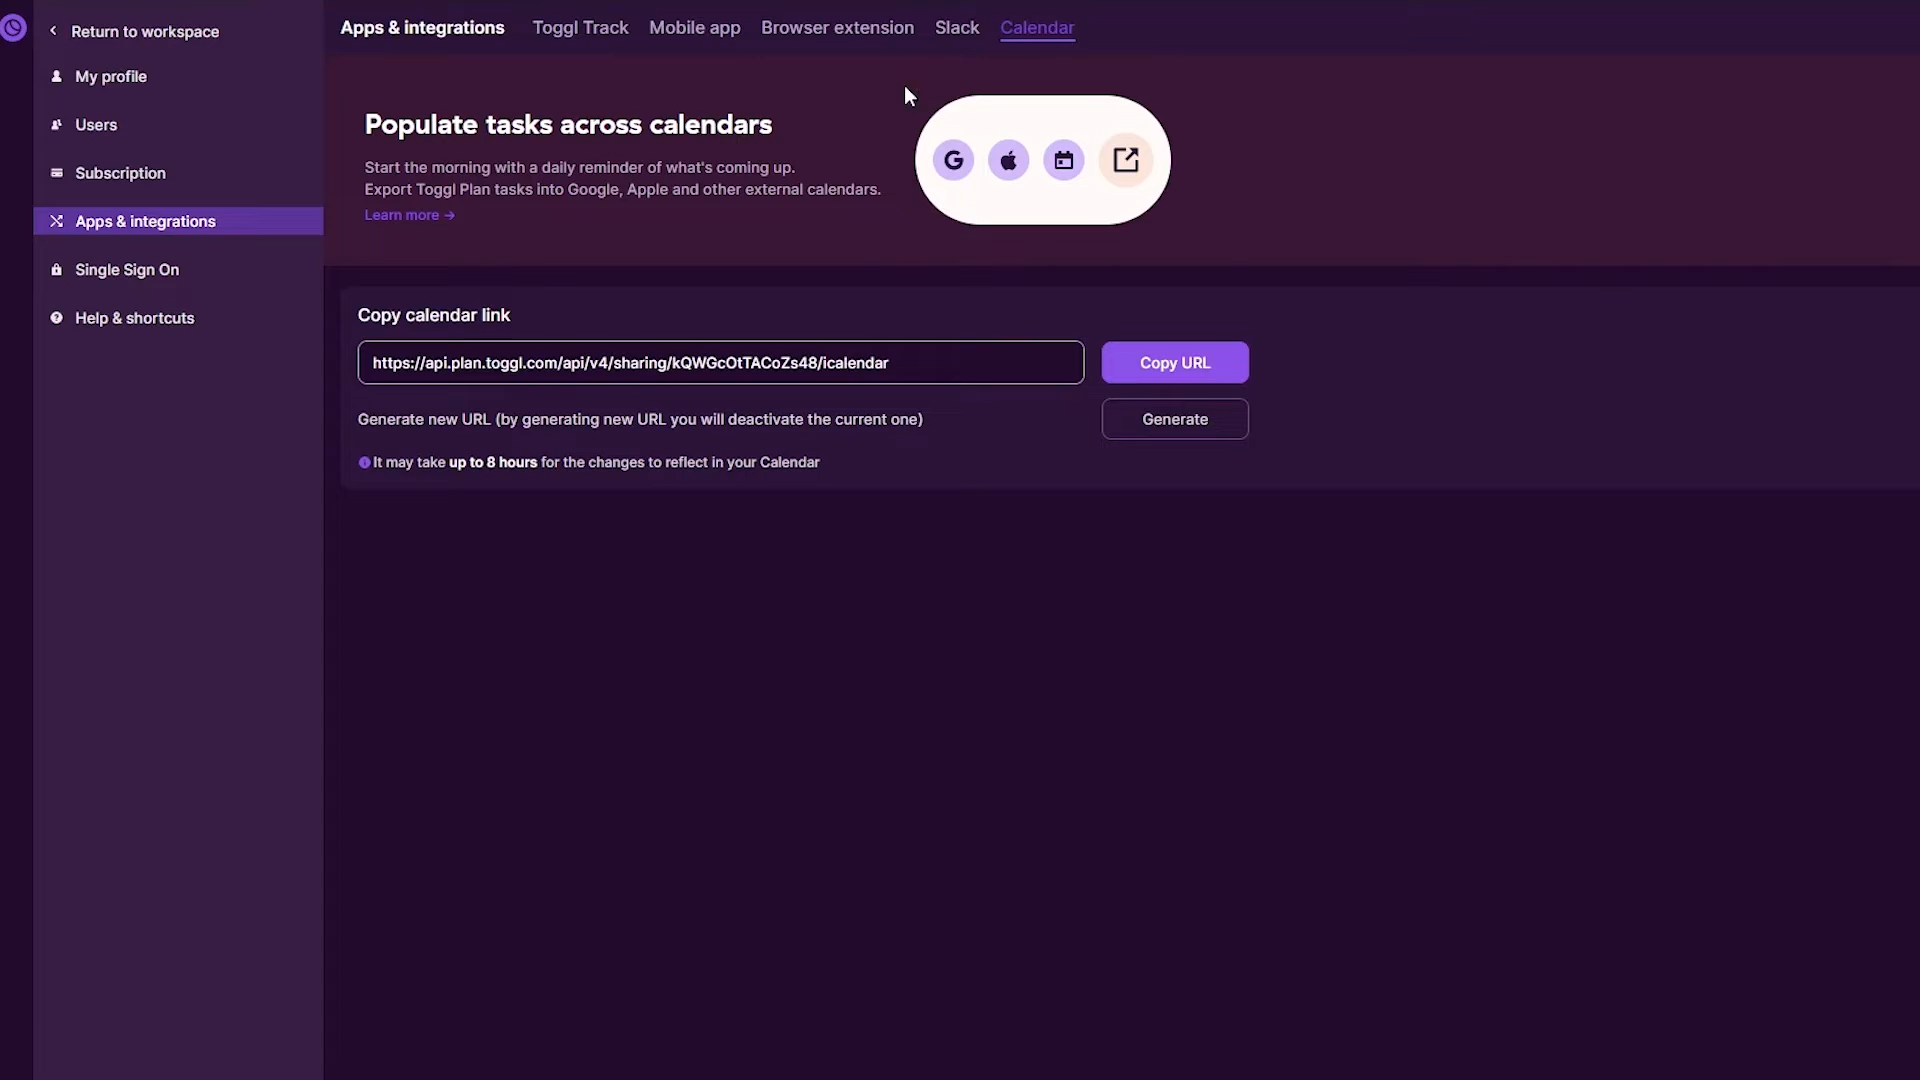 Return to workspace
My profile
Users
Subscription
Apps & integrations
Single Sign On
Help & shortcuts
Apps & integrations Toggl Track Mobile app Browser extension Slack Calendar
Populate tasks across calendars
Start the morning with a daily reminder of what's coming up.
Export Toggl Plan tasks into Google, Apple and other external calendars.
Learn more →
Copy calendar link
https://api.plan.toggl.com/api/v4/sharing/kQWGcOtTACoZs48/icalendar
Copy URL
Generate new URL (by generating new URL you will deactivate the current one)
Generate
It may take up to 8 hours for the changes to reflect in your Calendar